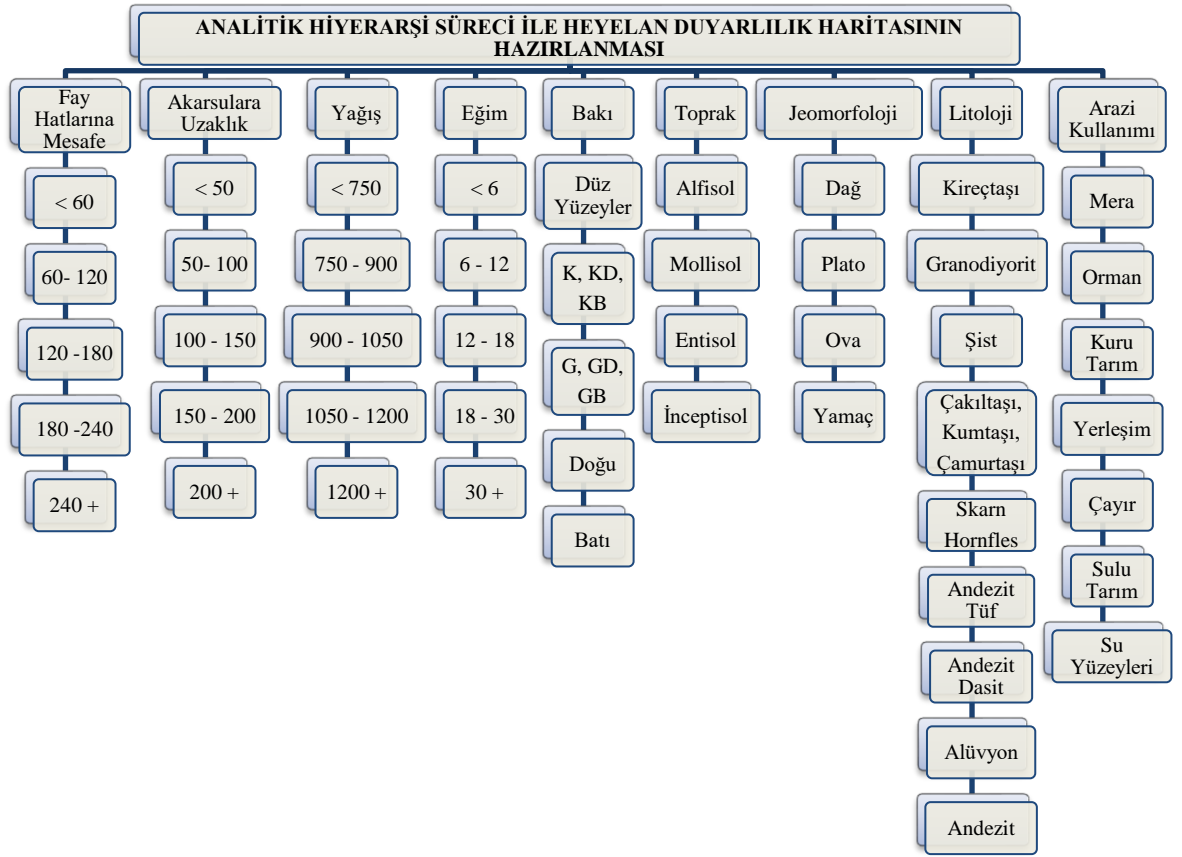 ANALİTİK HİYERARŞİ SÜRECİ İLE HEYELAN DUYARLILIK HARİTASININ
HAZIRLANMASI
Fay
Hatlarına
Mesafe
< 60
60- 120
120 -180
180 -240
240 +
Akarsulara
Uzaklık
< 50
50- 100
100 - 150
150 - 200
200 +
Yağış
< 750
750 - 900
900 - 1050
1050 - 1200
1200 +
Eğim
< 6
6 - 12
12 - 18
18 - 30
30 +
Bakı
Düz
Yüzeyler
K, KD,
KB
G, GD,
GB
Doğu
Batı
Toprak
Alfisol
Mollisol
Entisol
İnceptisol
Jeomorfoloji
Dağ
Plato
Ova
Yamaç
Litoloji
Kireçtaşı
Granodiyorit
Şist
Çakıltaşı,
Kumtaşı,
Çamurtaşı
Skarn
Hornfles
Andezit
Tüf
Andezit
Dasit
Alüvyon
Andezit
Arazi
Kullanımı
Mera
Orman
Kuru
Tarım
Yerleşim
Çayır
Sulu
Tarım
Su
Yüzeyleri